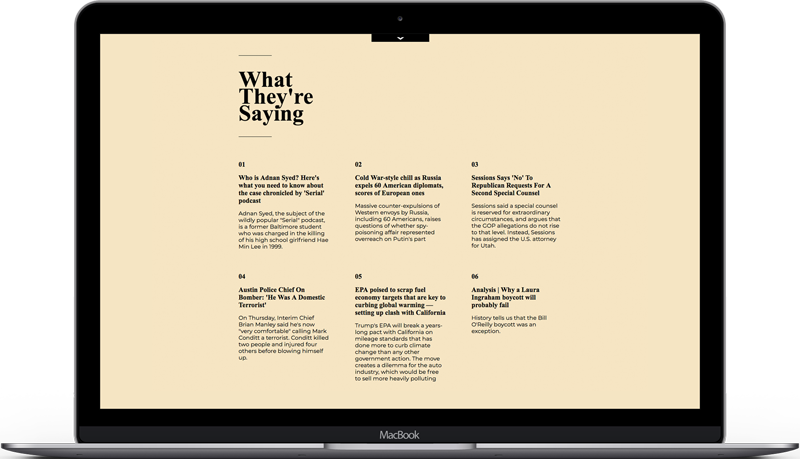 What
They're
Saying
01
Who is Adnan Syed? Here's
what you need to know about
the case chronicled by 'Serial'
podcast
Adnan Syed, the subject of the
wildly popular "Serial" podcast,
is a former Baltimore student
who was charged in the killing
of his high school girlfriend Hae
Min Lee in 1999.
02
Cold War-style chill as Russia
expels 60 American diplomats,
scores of European ones
Massive counter-expulsions of
Western envoys by Russia,
including 60 Americans, raises
questions of whether spy-
poisoning affair represented
overreach on Putin's part
03
Sessions Says 'No' To
Republican Requests For A
Second Special Counsel
Sessions said a special counsel
is reserved for extraordinary
circumstances, and argues that
the GOP allegations do not rise
to that level. Instead, Sessions
has assigned the U.S. attorney
for Utah.
04
Austin Police Chief On
Bomber: 'He Was A Domestic
Terrorist'
On Thursday, Interim Chief
Brian Manley said he's now
"very comfortable" calling Mark
Conditt a terrorist. Conditt killed
two people and injured four
others before blowing himself
up.
05
EPA poised to scrap fuel
economy targets that are key to
curbing global warming —
setting up clash with California
Trump's EPA will break a years-
long pact with California on
mileage standards that has
done more to curb climate
change than any other
government action. The move
creates a dilemma for the auto
industry, which would be free
to sell more heavily polluting
06
Analysis | Why a Laura
Ingraham boycott will
probably fail
History tells us that the Bill
O'Reilly boycott was an
exception.
MacBook